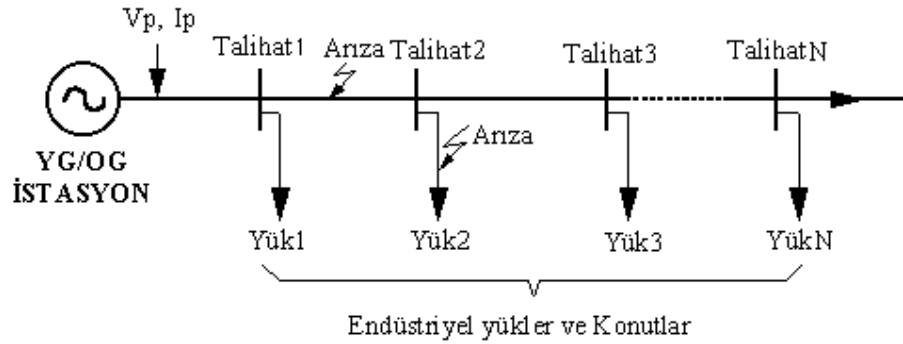 Vp, Ip
Talihat1
Arıza
Talihat2
Talihat3
TalihatN
Arıza
YG/OG
İSTASYON
Yük1
Yük2
Yük3
YükN
Endüstriyel yükler ve Konutlar